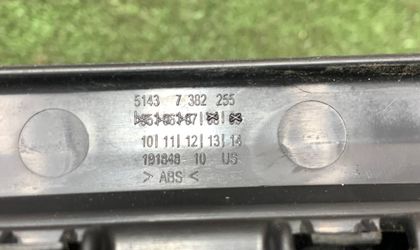 5143 7 382 255
10|11|12|13|14
191848-10 US
> ABS <